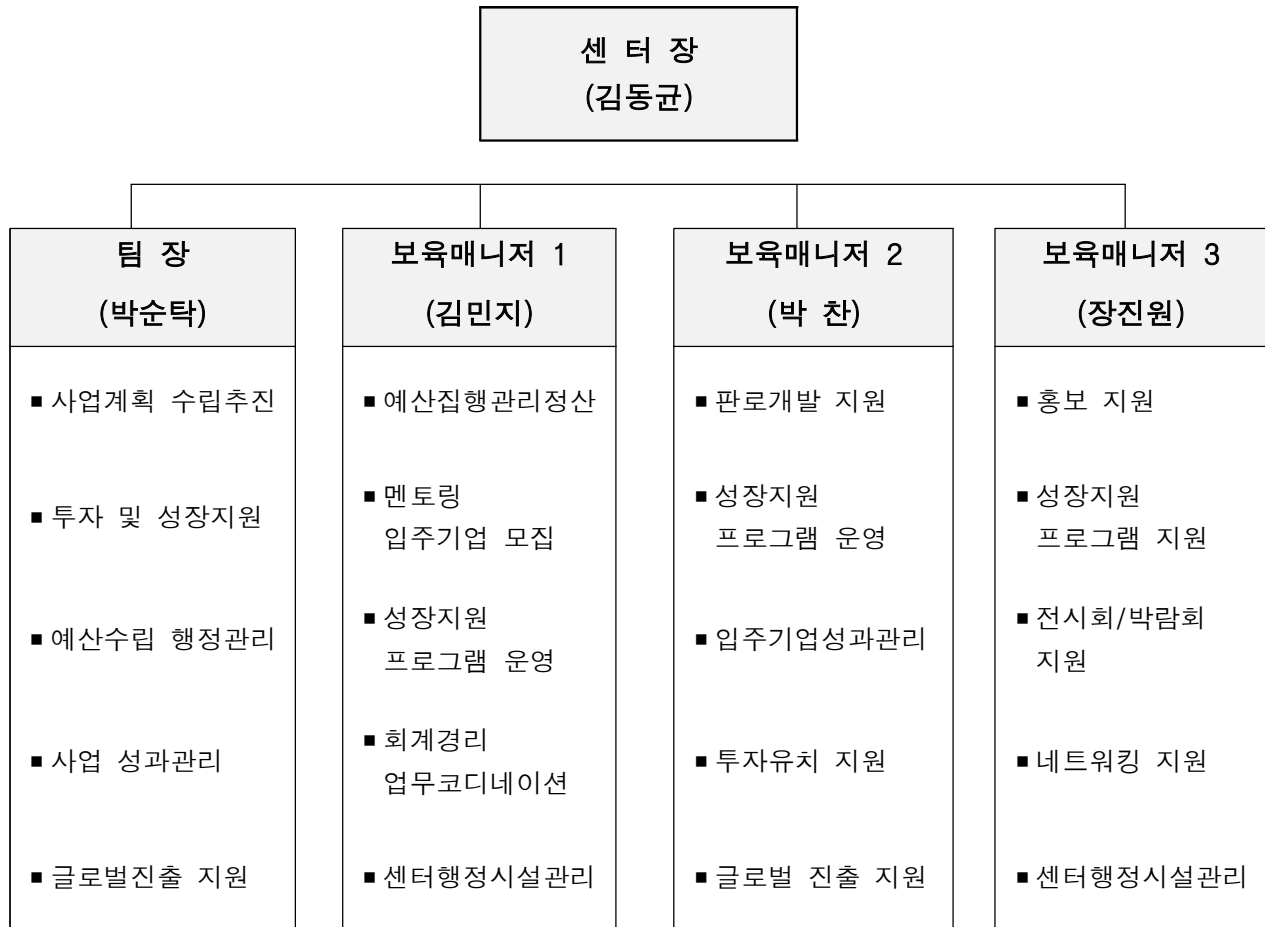 센 터 장
(김동균)
팀 장
(박순탁)
■ 사업계획 수립추진
■ 투자 및 성장지원
■ 예산수립 행정관리
■ 사업 성과관리
■ 글로벌진출 지원
보육매니저 1
(김민지)
■ 예산집행관리정산
■ 멘토링
입주기업 모집
■ 성장지원
프로그램 운영
■ 회계경리
업무코디네이션
■ 센터행정시설관리
보육매니저 2
(박 찬)
■ 판로개발 지원
■ 성장지원
프로그램 운영
■ 입주기업성과관리
■ 투자유치 지원
■ 글로벌 진출 지원
보육매니저 3
(장진원)
■ 홍보 지원
■ 성장지원
프로그램 지원
■ 전시회/박람회
지원
■ 네트워킹 지원
■ 센터행정시설관리